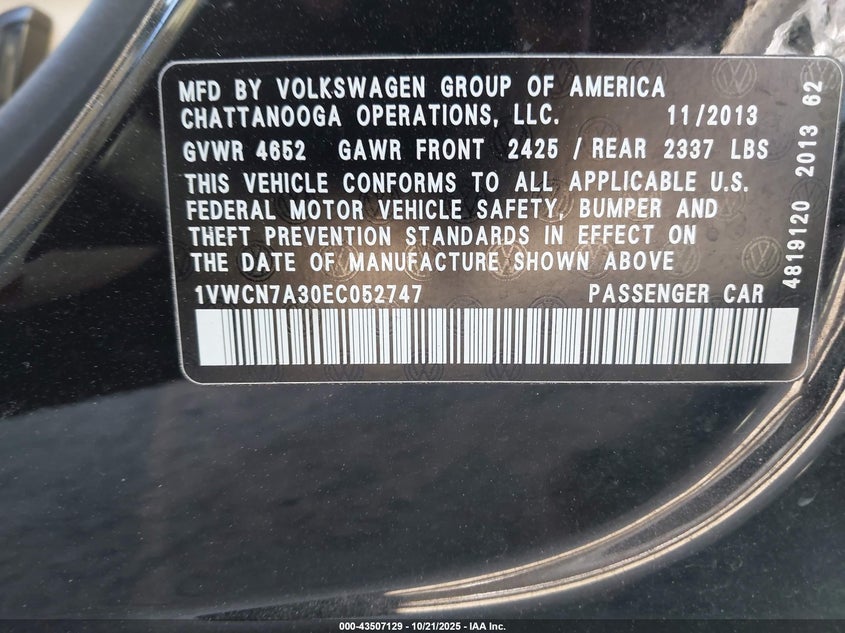 MFD BY VOLKSWAGEN GROUP OF AMERICA
CHATTANOOGA OPERATIONS, LLC. 11/2013
GVWR 4652 GAWR FRONT 2425 / REAR 2337 LBS
THIS VEHICLE CONFORMS TO ALL APPLICABLE U.S.
FEDERAL MOTOR VEHICLE SAFETY, BUMPER AND
THEFT PREVENTION STANDARDS IN EFFECT ON
THE DATE OF MANUFACTURE SHOWN ABOVE
1VWCN7A30EC052747 PASSENGER CAR
4819120 2013 62
000-43507129 - 10/21/2025 - IAA Inc.